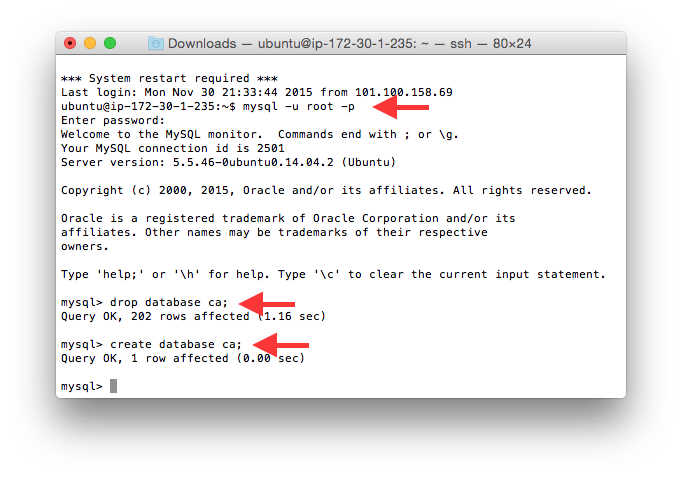 Downloads — ubuntu@ip-172-30-1-235: ~ — ssh — 80×24
*** System restart required ***
Last login: Mon Nov 30 21:33:44 2015 from 101.100.158.69
ubuntu@ip-172-30-1-235:~$ mysql -u root -p
Enter password:
Welcome to the MySQL monitor.  Commands end with ; or \g.
Your MySQL connection id is 2501
Server version: 5.5.46-0ubuntu0.14.04.2 (Ubuntu)
Copyright (c) 2000, 2015, Oracle and/or its affiliates. All rights reserved.
Oracle is a registered trademark of Oracle Corporation and/or its
affiliates. Other names may be trademarks of their respective
owners.
Type 'help;' or '\h' for help. Type '\c' to clear the current input statement.
mysql> drop database ca;
Query OK, 202 rows affected (1.16 sec)
mysql> create database ca;
Query OK, 1 row affected (0.00 sec)
mysql>